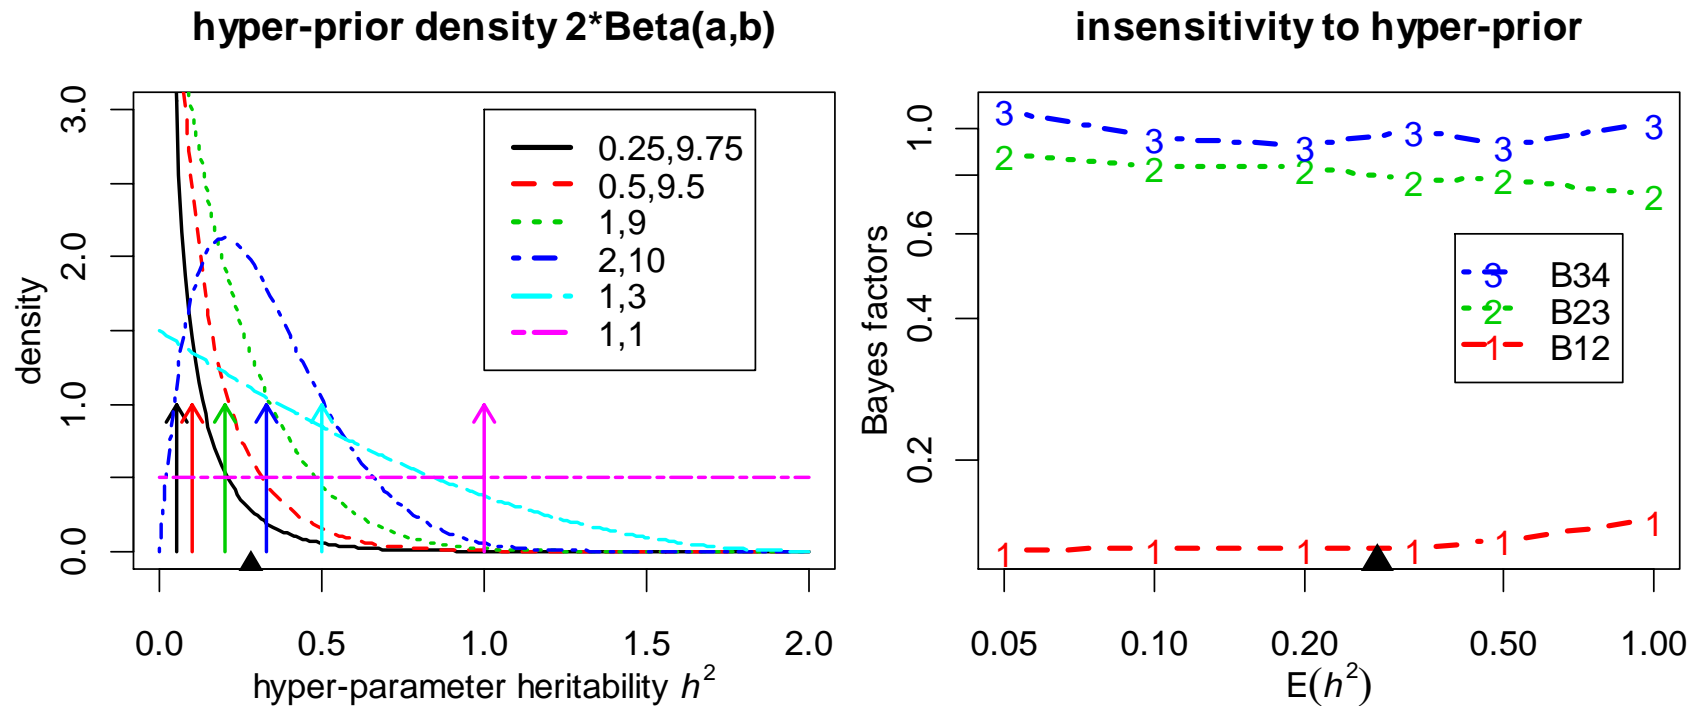 hyper-prior density 2*Beta(a,b)
density
3.0
2.0
1.0
0.0
0.25,9.75
0.5,9.5
1,9
2,10
1,3
1,1
0.0 0.5 1.0 1.5 2.0
hyper-parameter heritability h²
insensitivity to hyper-prior
Bayes factors
1.0
0.6
0.4
0.2
3 3 3 3 3 3
2 2 2 2 2 2
3 B34
2 B23
1 B12
1 1 1 1 1 1
0.05 0.10 0.20 0.50 1.00
E(h²)